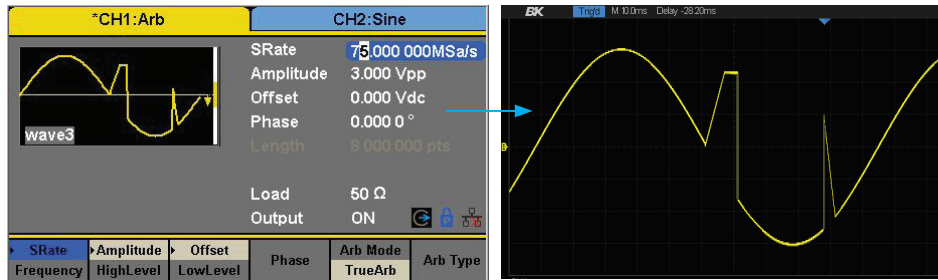 *CH1:Arb
CH2:Sine
SRate 75.000 000MSa/s
Amplitude 3.000 Vpp
Offset 0.000 Vdc
Phase 0.000 0 °
Length 8 000 000 pts
wave3
Load 50 Ω
Output ON
SRate Amplitude Offset Phase Arb Mode Arb Type
Frequency HighLevel LowLevel TrueArb
BK Trig'd M 10.0ms Delay -28.20ms